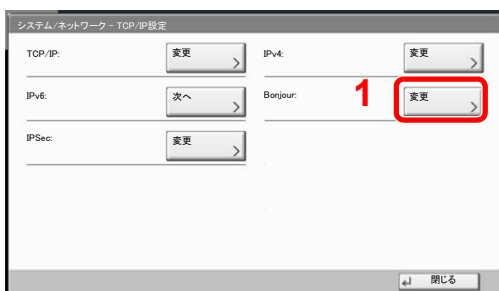 システム/ネットワーク - TCP/IP設定
TCP/IP: 変更 IPv4: 変更
IPv6: 次へ Bonjour: 1 変更
IPSec: 変更
閉じる